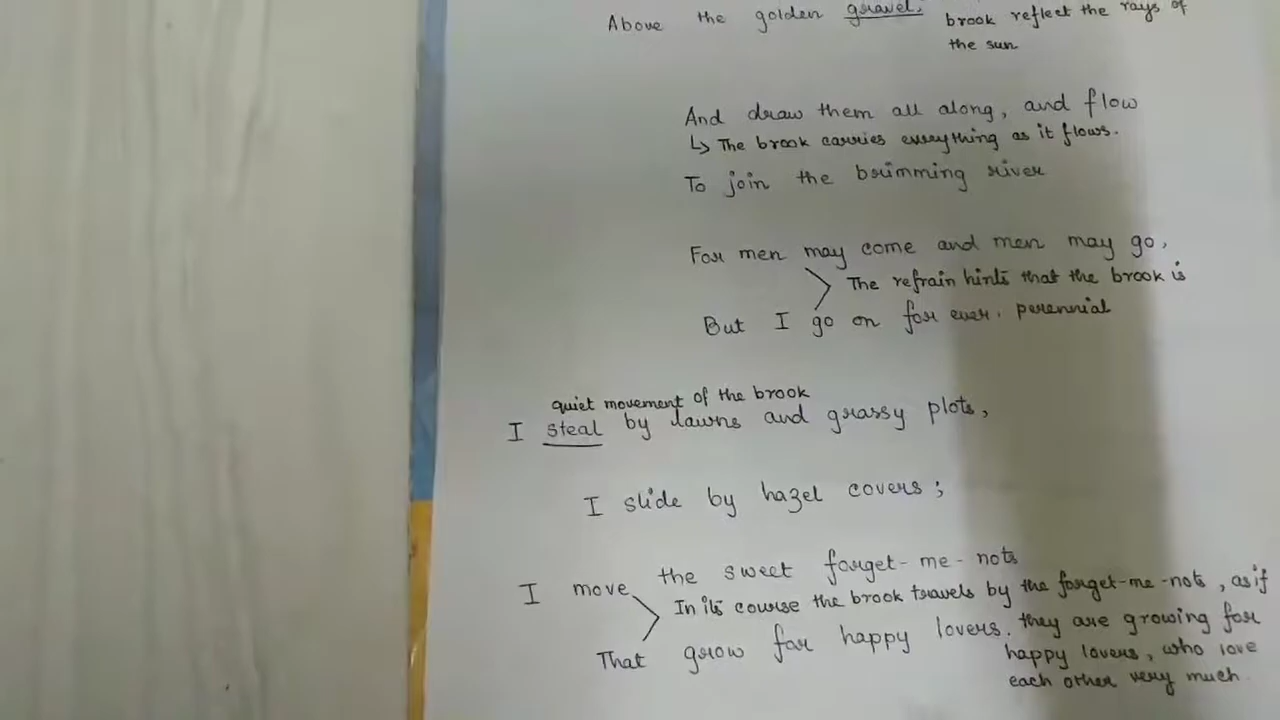 Above the golden gravel. brook reflect the rays of
the sun
And draw them all along, and flow
↳ The brook carries everything as it flows.
To join the brimming river
For men may come and men may go,
The refrain hints that the brook is
But I go on for ever. perennial
quiet movement of the brook
I steal by lawns and grassy plots,
I slide by hazel covers;
I move the sweet forget-me-nots
In its course the brook travels by the forget-me-nots, as if
That grow for happy lovers. they are growing for
happy lovers, who love
each other very much.